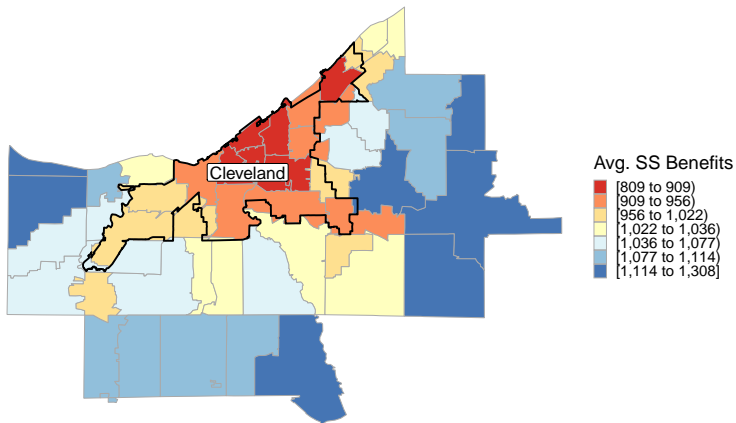 Cleveland
Avg. SS Benefits
[809 to 909)
[909 to 956)
[956 to 1,022)
[1,022 to 1,036)
[1,036 to 1,077)
[1,077 to 1,114)
[1,114 to 1,308]